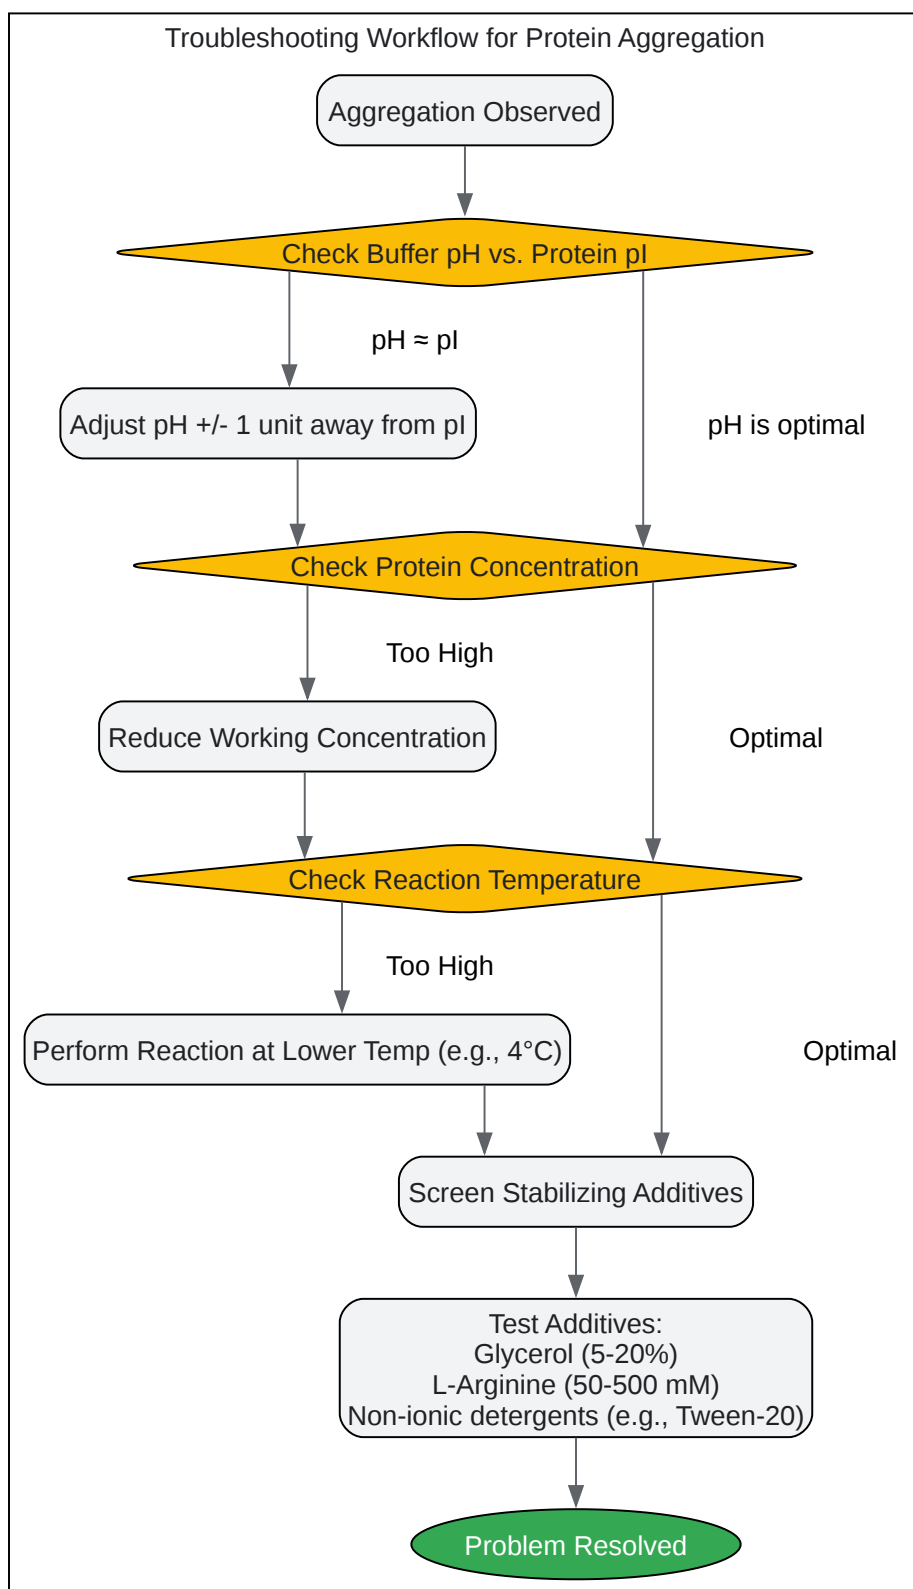 Troubleshooting Workflow for Protein Aggregation
Aggregation Observed
Check Buffer pH vs. Protein pI
pH ≈ pI
Adjust pH +/- 1 unit away from pI
pH is optimal
Check Protein Concentration
Too High
Reduce Working Concentration
Optimal
Check Reaction Temperature
Too High
Perform Reaction at Lower Temp (e.g., 4°C)
Optimal
Screen Stabilizing Additives
Test Additives:
Glycerol (5-20%)
L-Arginine (50-500 mM)
Non-ionic detergents (e.g., Tween-20)
Problem Resolved